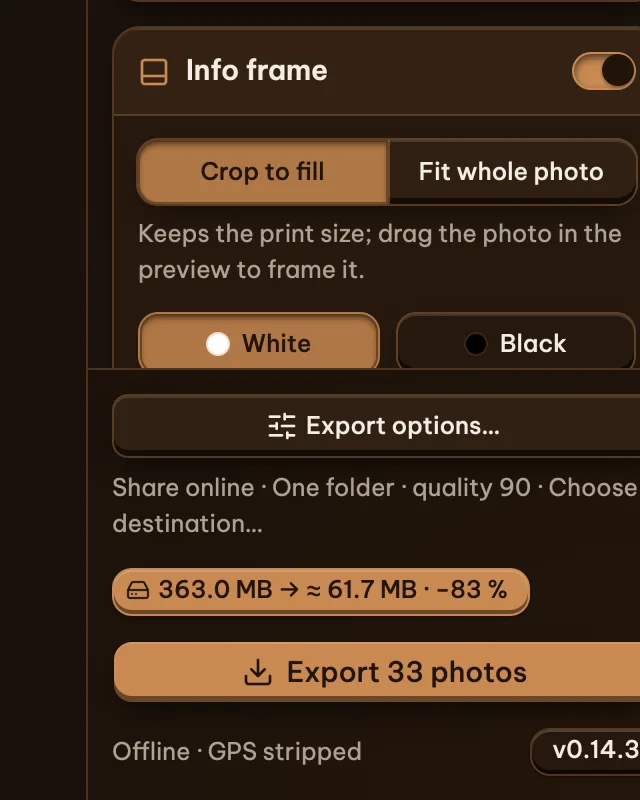 Info frame
Crop to fill
Fit whole photo
Keeps the print size; drag the photo in the
preview to frame it.
White
Black
Export options...
Share online · One folder · quality 90 · Choose
destination...
363.0 MB → ≈ 61.7 MB · −83 %
Export 33 photos
Offline · GPS stripped
v0.14.3